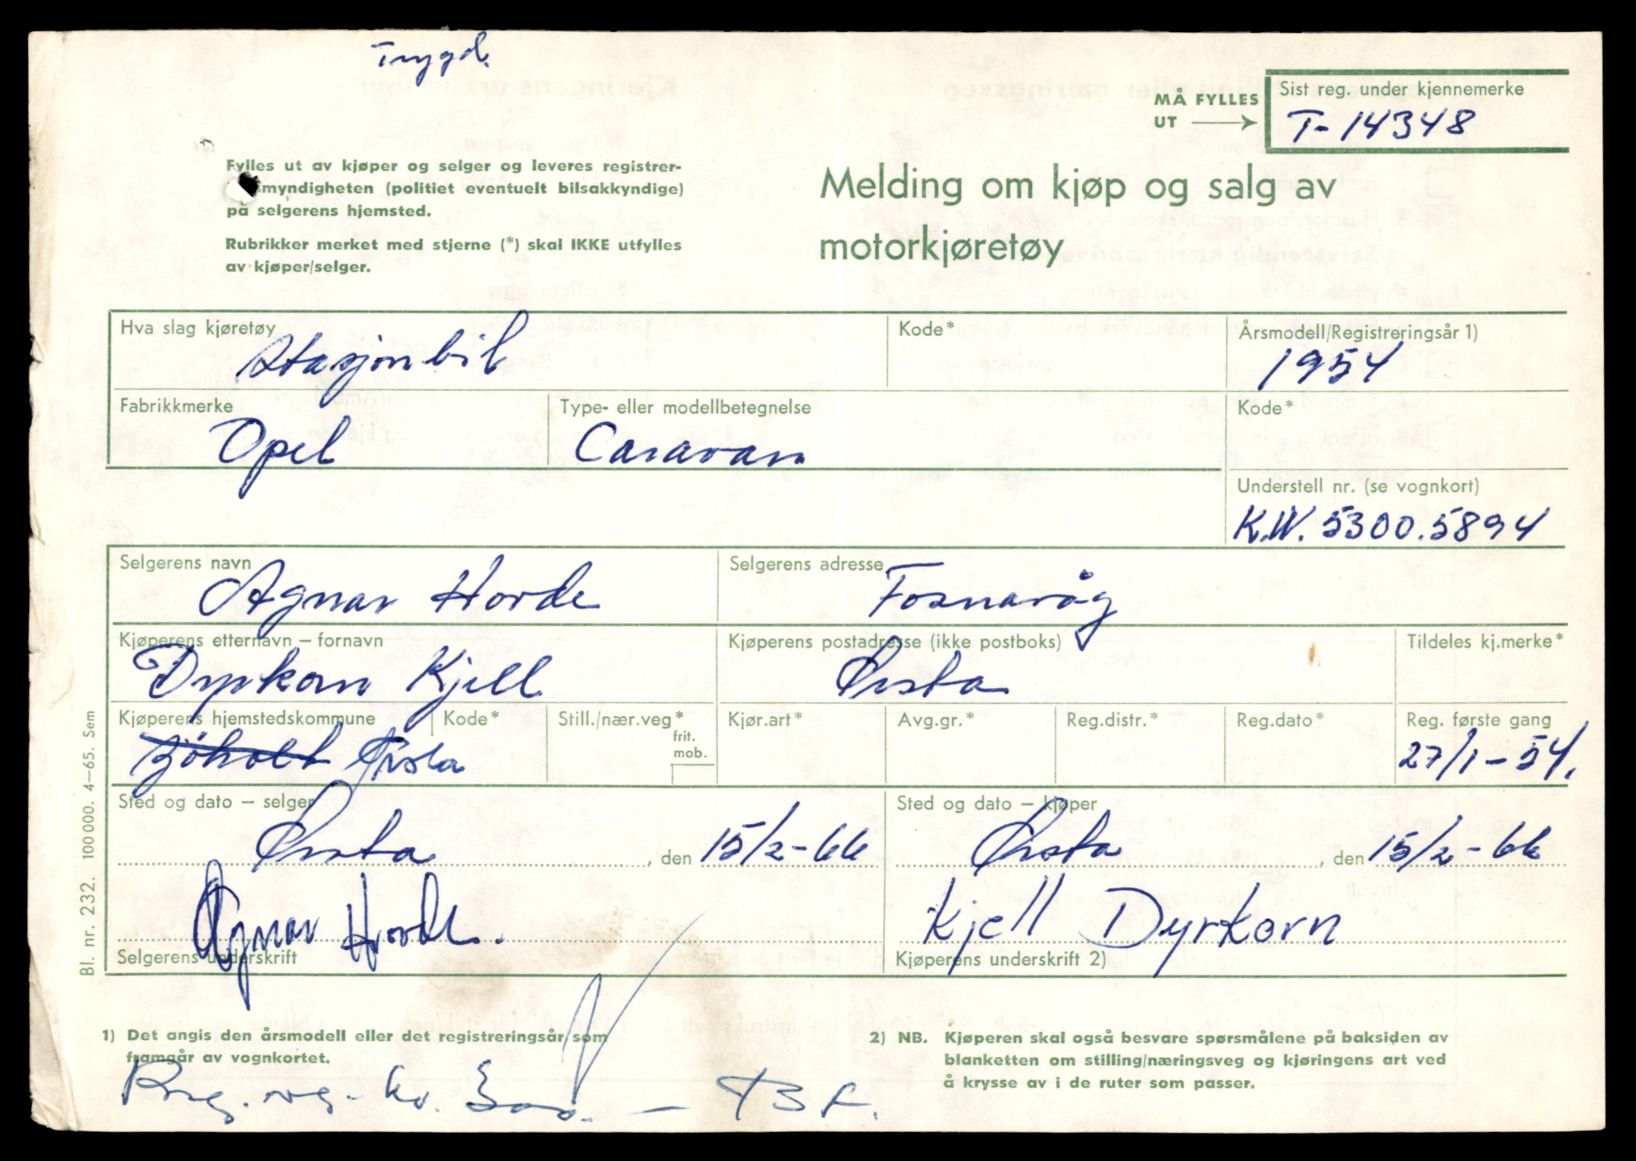 Trygd.
MÅ FYLLES
UT
Sist reg. under kjennemerke
T-14348
Fylles ut av kjøper og selger og leveres registrer-
myndigheten (politiet eventuelt bilsakkyndige)
på selgerens hjemsted.
Rubrikker merket med stjerne (*) skal IKKE utfylles
av kjøper/selger.
Melding om kjøp og salg av
motorkjøretøy
Hva slag kjøretøy
Stasjonbil
Kode*
Årsmodell/Registreringsår 1)
1954
Fabrikkmerke
Opel
Type- eller modellbetegnelse
Caravan
Kode*
Understell nr. (se vognkort)
K.W. 5300.5894
Selgerens navn
Agnar Horde
Selgerens adresse
Fosnavåg
Kjøperens etternavn – fornavn
Dyrkorn Kjell
Kjøperens postadresse (ikke postboks)
Ørsta
Tildeles kj.merke*
Kjøperens hjemstedskommune
Sjøholt Ørsta
Kode*
Still./nær.veg*
frit.
mob.
Kjør.art*
Avg.gr.*
Reg.distr.*
Reg.dato*
Reg. første gang
27/1-54.
Sted og dato – selger
Ørsta, den 15/2-66
Sted og dato – kjøper
Ørsta, den 15/2-66
Agnar Horde.
Selgerens underskrift
Kjell Dyrkorn
Kjøperens underskrift 2)
1) Det angis den årsmodell eller det registreringsår som
framgår av vognkortet.
2) NB. Kjøperen skal også besvare spørsmålene på baksiden av
blanketten om stilling/næringsveg og kjøringens art ved
å krysse av i de ruter som passer.
Bl. nr. 232. 100 000. 4–65. Sem